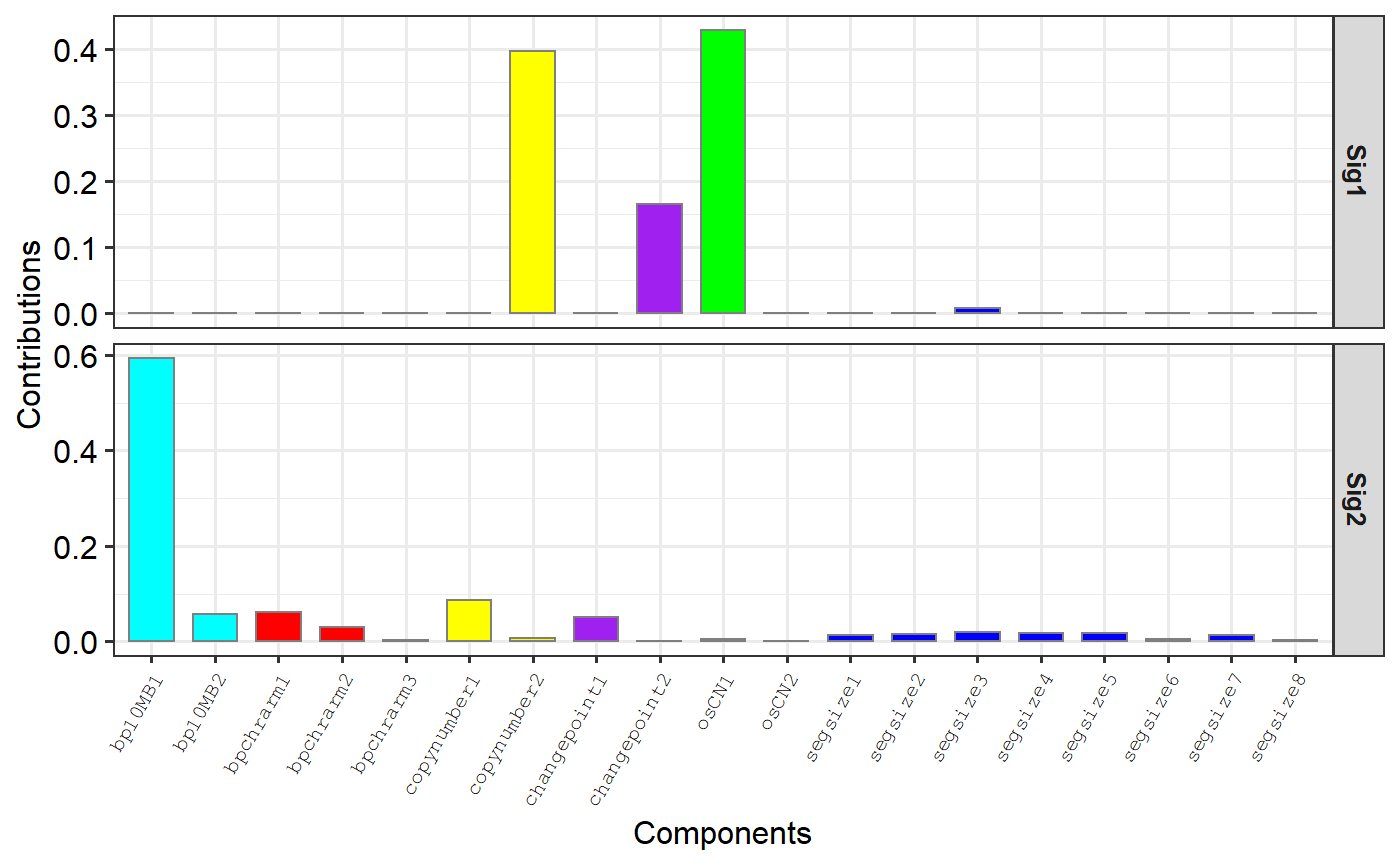 0.4
0.3
0.2
0.1
0.0
Sig1
Contributions
0.6
0.4
0.2
0.0
Sig2
bp10MB1
bp10MB2
bpchrarm1
bpchrarm2
bpchrarm3
copynumber1
copynumber2
changepoint1
changepoint2
osCN1
osCN2
segsize1
segsize2
segsize3
segsize4
segsize5
segsize6
segsize7
segsize8
Components